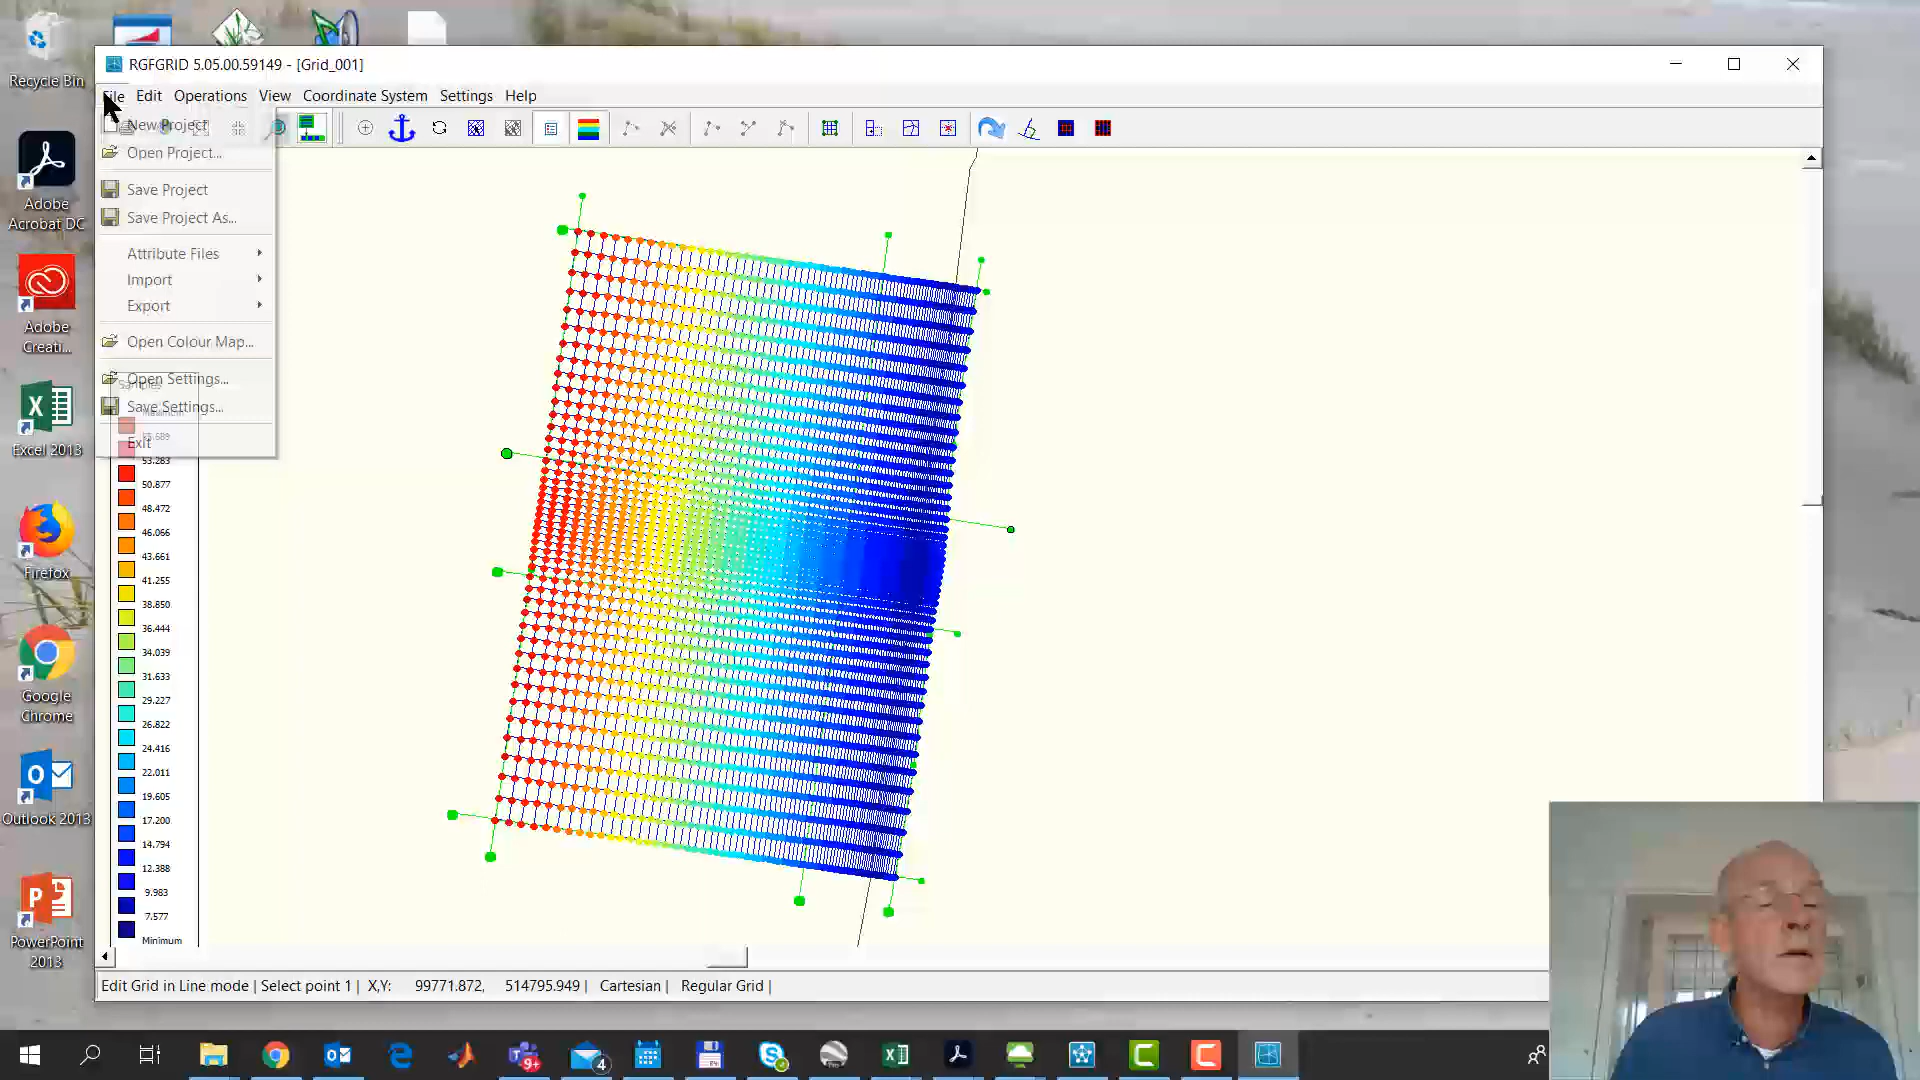 RGFGRID 5.05.00.59149 - [Grid_001]
File Edit Operations View Coordinate System Settings Help
New Project
Open Project...
Save Project
Save Project As...
Attribute Files
Import
Export
Open Colour Map...
Open Settings...
Save Settings...
Exit
Samples
53.283
50.877
48.472
46.066
43.661
41.255
38.850
36.444
34.039
31.633
29.227
26.822
24.416
22.011
19.605
17.200
14.794
12.388
9.983
7.577
Minimum
Edit Grid in Line mode | Select point 1 | X,Y: 99771.872, 514795.949 | Cartesian | Regular Grid |
Recycle Bin
Adobe
Acrobat DC
Adobe
Creati...
Excel 2013
Firefox
Google
Chrome
Outlook 2013
PowerPoint
2013
9+
4